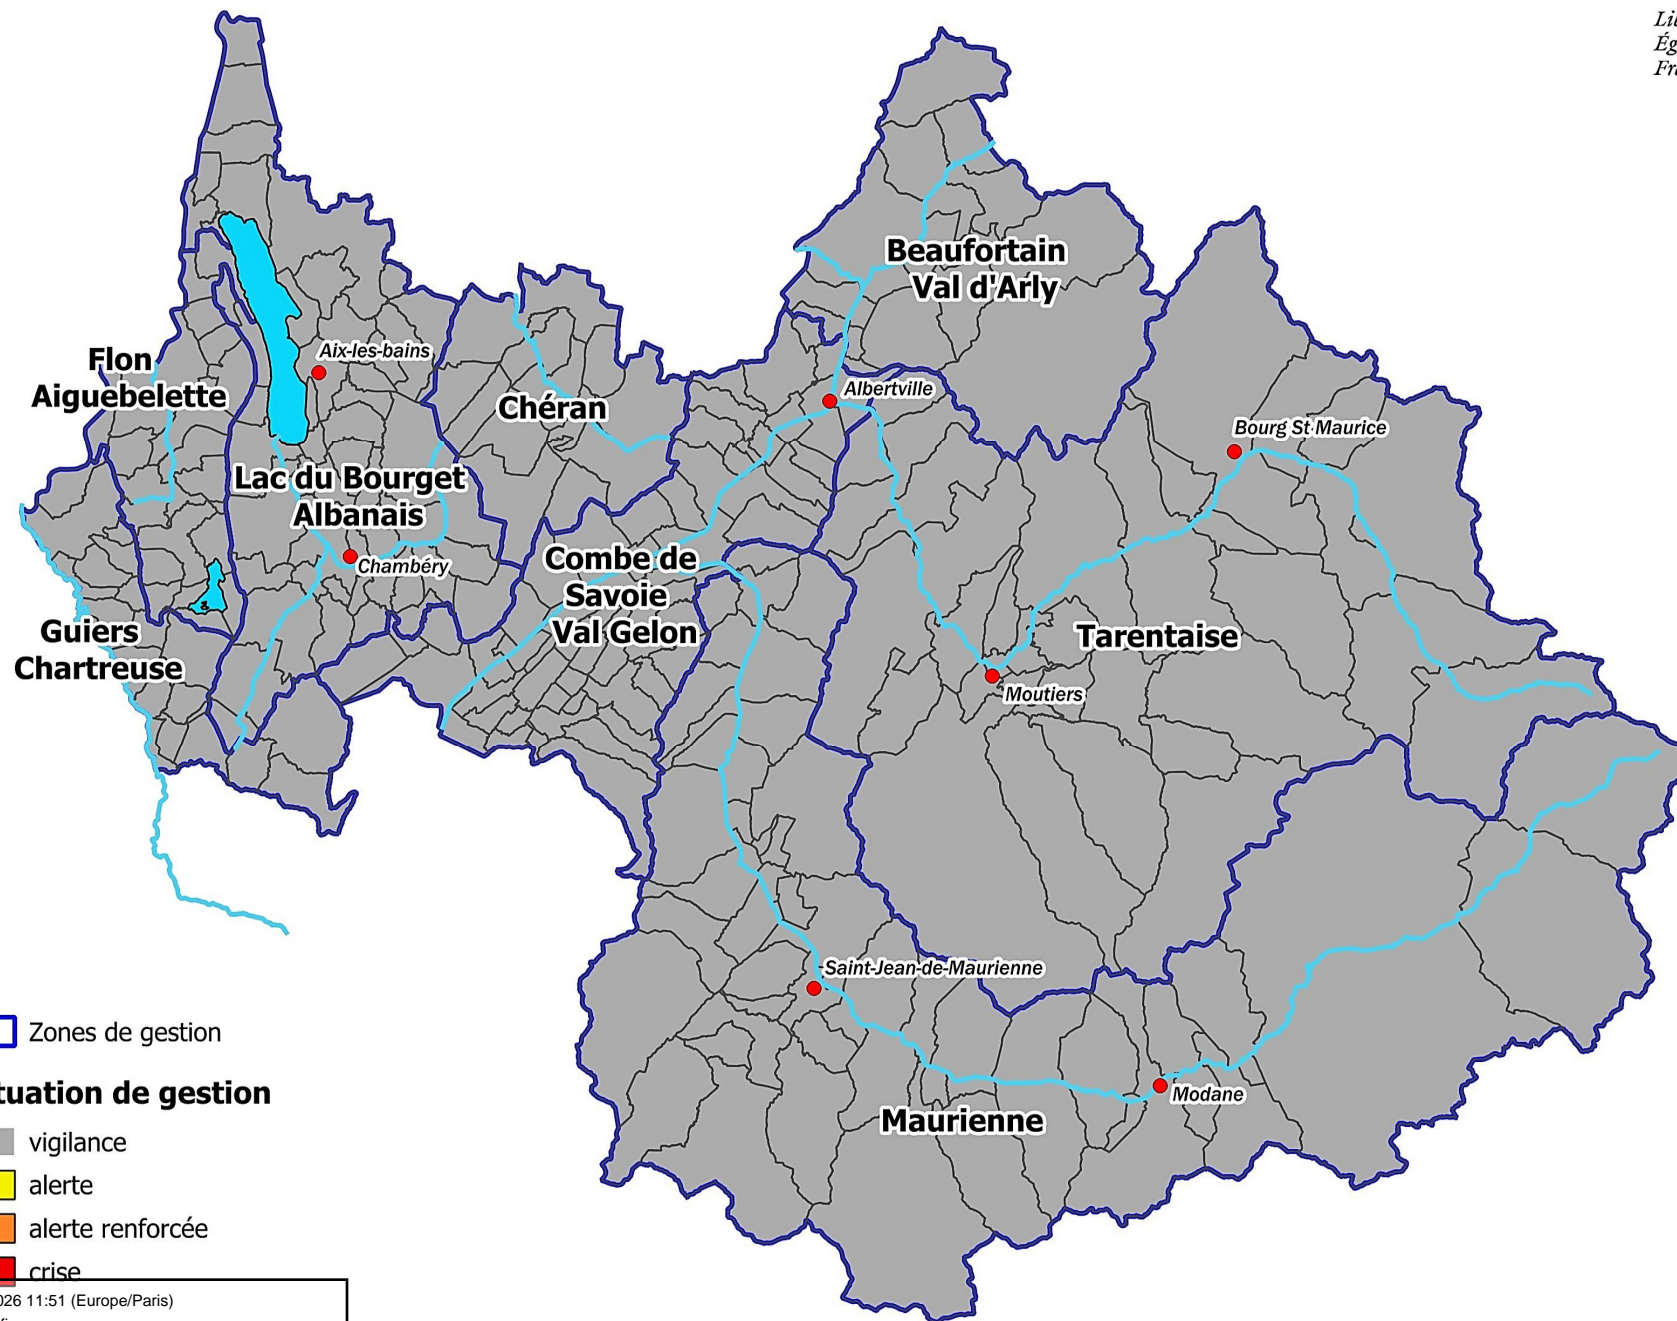 Ég
Beaufortain
Val d'Arly
Flon
Aiguebelette
Aix-les-bains
Chéran
Albertville
Bourg St Maurice
Lac du Bourget
Albanais
Chambéry
Combe de
Savoie
Val Gelon
Guiers
Chartreuse
Tarentaise
Moutiers
Saint-Jean-de-Maurienne
Modane
Maurienne
Zones de gestion
tuation de gestion
vigilance
alerte
alerte renforcée
crise
026 11:51 (Europe/Paris)